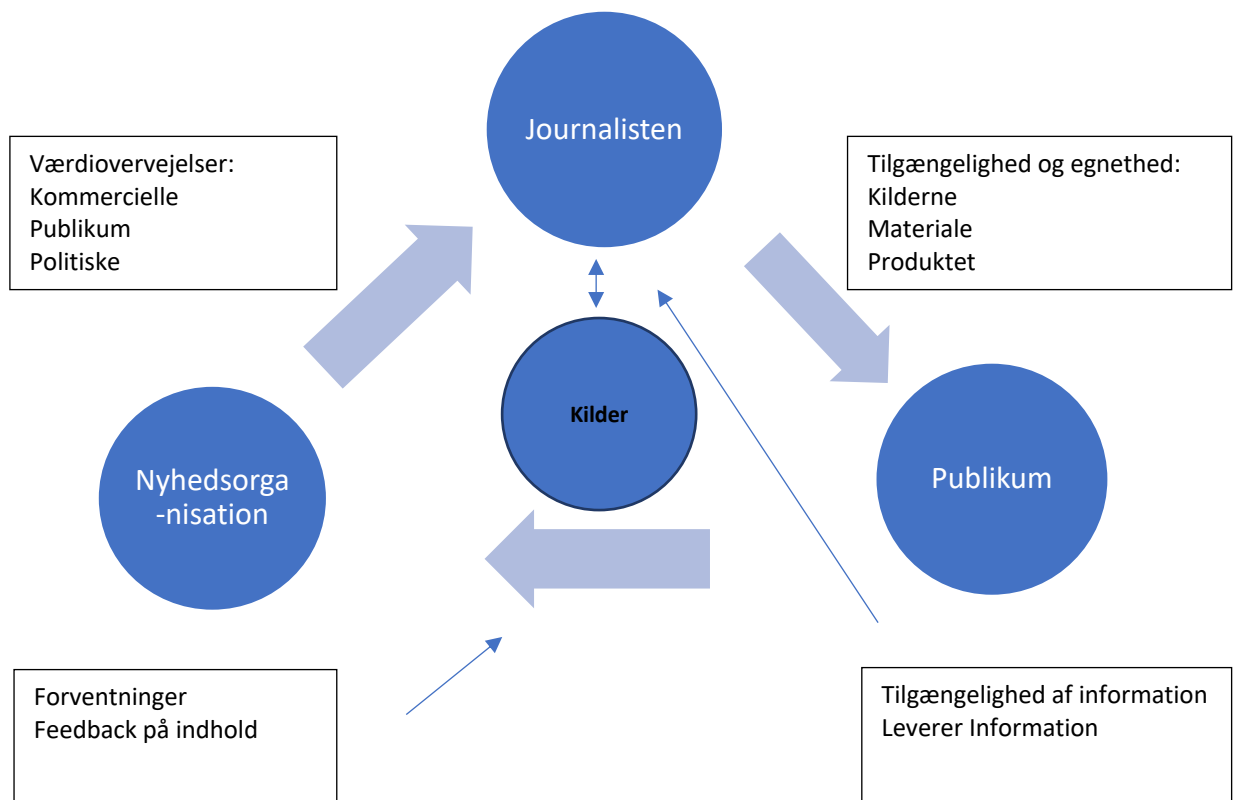 Journalisten
Værdiovervejelser:
Kommercielle
Publikum
Politiske
Tilgængelighed og egnethed:
Kilderne
Materiale
Produktet
Kilder
Nyhedsorga
-nisation
Publikum
Forventninger
Feedback på indhold
Tilgængelighed af information
Leverer Information